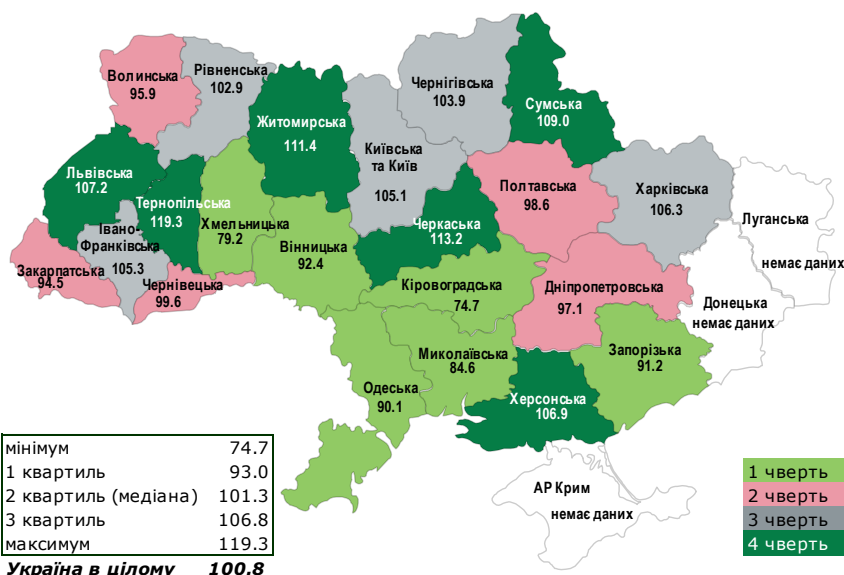 Волинська
95.9
Рівненська
102.9
Житомирська
111.4
Київська
та Київ
105.1
Чернігівська
103.9
Сумська
109.0
Львівська
107.2
Тернопільська
119.3
Хмельницька
79.2
Вінницька
92.4
Черкаська
113.2
Полтавська
98.6
Харківська
106.3
Луганська
немає даних
Івано-
Франківська
105.3
Закарпатська
94.5
Чернівецька
99.6
Кіровоградська
74.7
Дніпропетровська
97.1
Донецька
немає даних
Миколаївська
84.6
Запорізька
91.2
Одеська
90.1
Херсонська
106.9
АР Крим
немає даних
мінімум 74.7
1 квартиль 93.0
2 квартиль (медіана) 101.3
3 квартиль 106.8
максимум 119.3
Україна в цілому 100.8
1 чверть
2 чверть
3 чверть
4 чверть